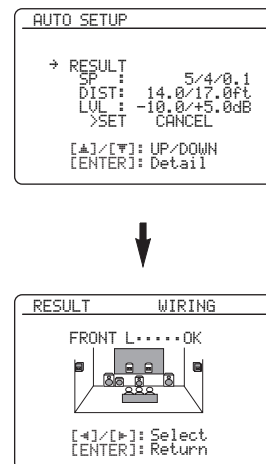 AUTO SETUP
→ RESULT
SP : 5/4/0.1
DIST: 14.0/17.0ft
LVL : -10.0/+5.0dB
>SET CANCEL
[▲]/[▼]: UP/DOWN
[ENTER]: Detail
RESULT WIRING
FRONT L·····OK
[◀]/[▶]: Select
[ENTER]: Return